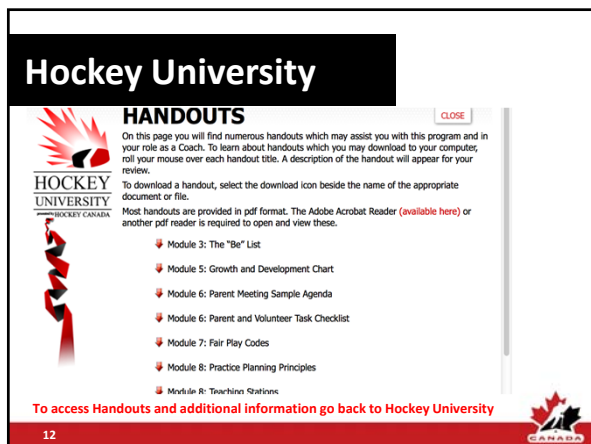 Hockey University
HANDOUTS
CLOSE
On this page you will find numerous handouts which may assist you with this program and in
your role as a Coach. To learn about handouts which you may download to your computer,
roll your mouse over each handout title. A description of the handout will appear for your
review.
To download a handout, select the download icon beside the name of the appropriate
document or file.
Most handouts are provided in pdf format. The Adobe Acrobat Reader (available here) or
another pdf reader is required to open and view these.
HOCKEY
UNIVERSITY
HOCKEY CANADA
Module 3: The "Be" List
Module 5: Growth and Development Chart
Module 6: Parent Meeting Sample Agenda
Module 6: Parent and Volunteer Task Checklist
Module 7: Fair Play Codes
Module 8: Practice Planning Principles
Module 8: Teaching Stations
To access Handouts and additional information go back to Hockey University
12
CANADA